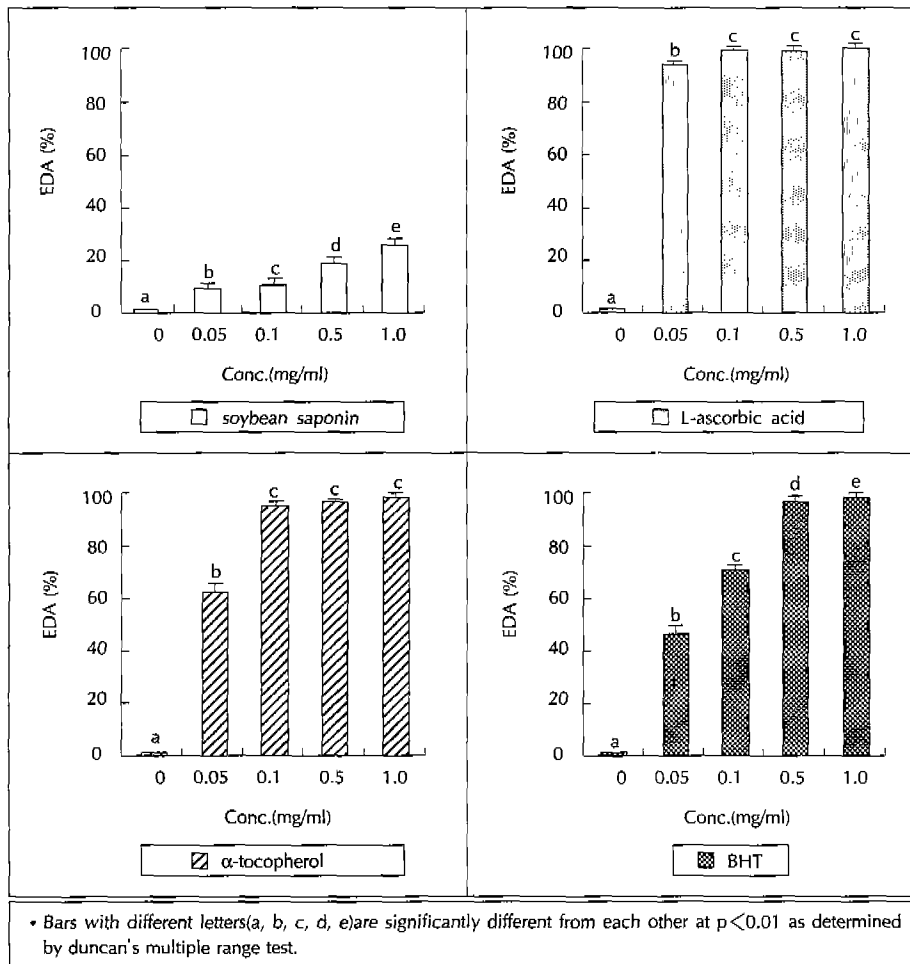 100
80
60
40
20
0
EDA (%)
a
b
c
d
e
0 0.05 0.1 0.5 1.0
Conc.(mg/ml)
soybean saponin
100
80
60
40
20
0
EDA (%)
a
b
c
c
c
0 0.05 0.1 0.5 1.0
Conc.(mg/ml)
L-ascorbic acid
100
80
60
40
20
0
EDA (%)
a
b
c
c
c
0 0.05 0.1 0.5 1.0
Conc.(mg/ml)
α-tocopherol
100
80
60
40
20
0
EDA (%)
a
b
c
d
e
0 0.05 0.1 0.5 1.0
Conc.(mg/ml)
BHT
• Bars with different letters(a, b, c, d, e)are significantly different from each other at p<0.01 as determined
by duncan's multiple range test.